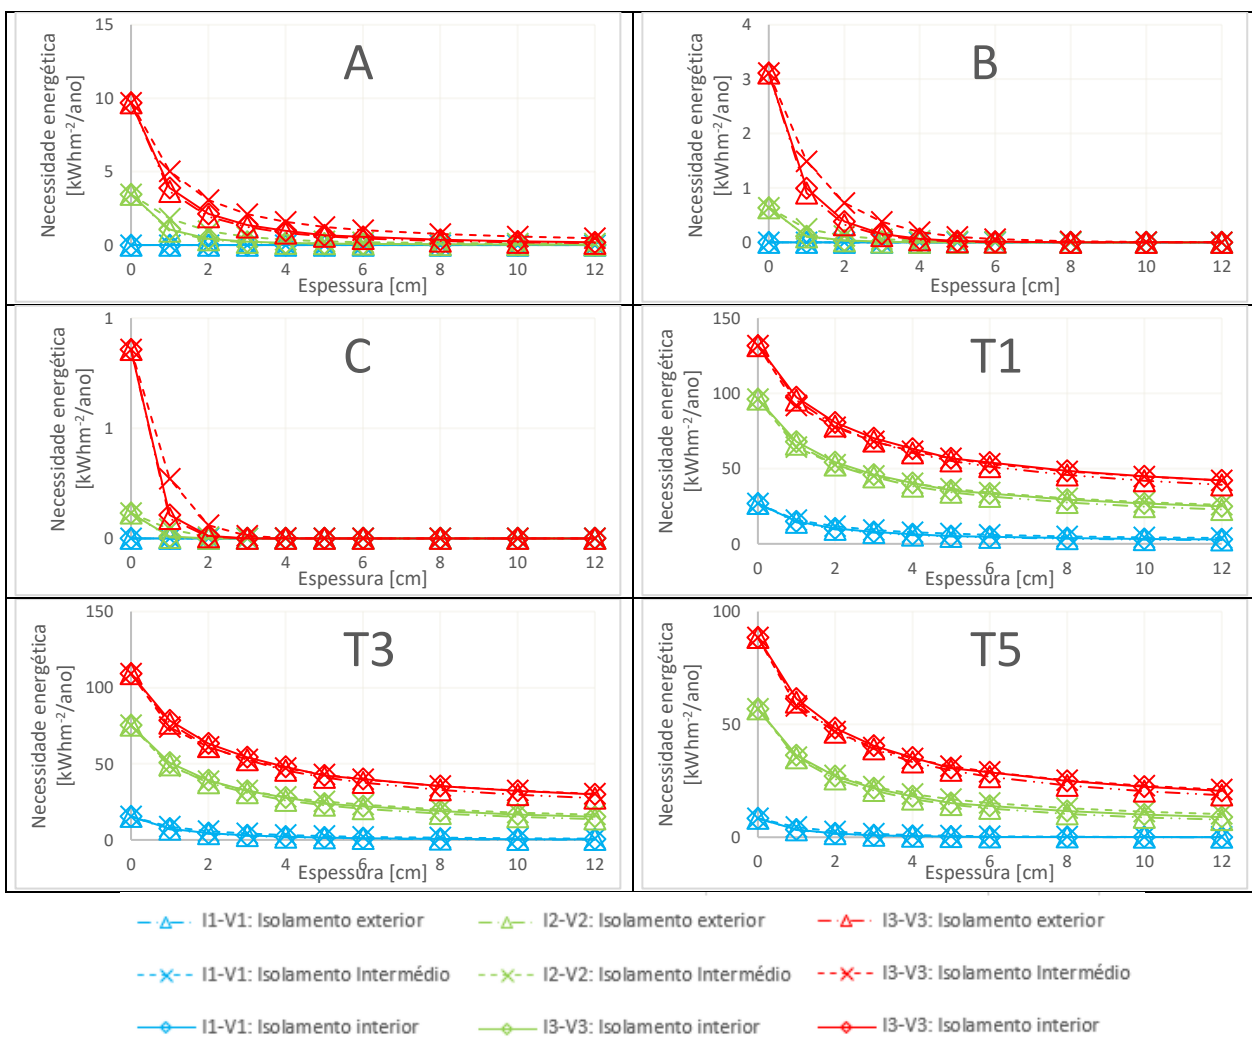 A
Necessidade energética
[kWhm⁻²/ano]
15
10
5
0
0 2 4 6 8 10 12
Espessura [cm]
B
Necessidade energética
[kWhm⁻²/ano]
4
3
2
1
0
0 2 4 6 8 10 12
Espessura [cm]
C
Necessidade energética
[kWhm⁻²/ano]
1
1
0
0 2 4 6 8 10 12
Espessura [cm]
T1
Necessidade energética
[kWhm⁻²/ano]
150
100
50
0
0 2 4 6 8 10 12
Espessura [cm]
T3
Necessidade energética
[kWhm⁻²/ano]
150
100
50
0
0 2 4 6 8 10 12
Espessura [cm]
T5
Necessidade energética
[kWhm⁻²/ano]
100
50
0
0 2 4 6 8 10 12
Espessura [cm]
I1-V1: Isolamento exterior
I2-V2: Isolamento exterior
I3-V3: Isolamento exterior
I1-V1: Isolamento Intermédio
I2-V2: Isolamento Intermédio
I3-V3: Isolamento Intermédio
I1-V1: Isolamento interior
I3-V3: Isolamento interior
I3-V3: Isolamento interior